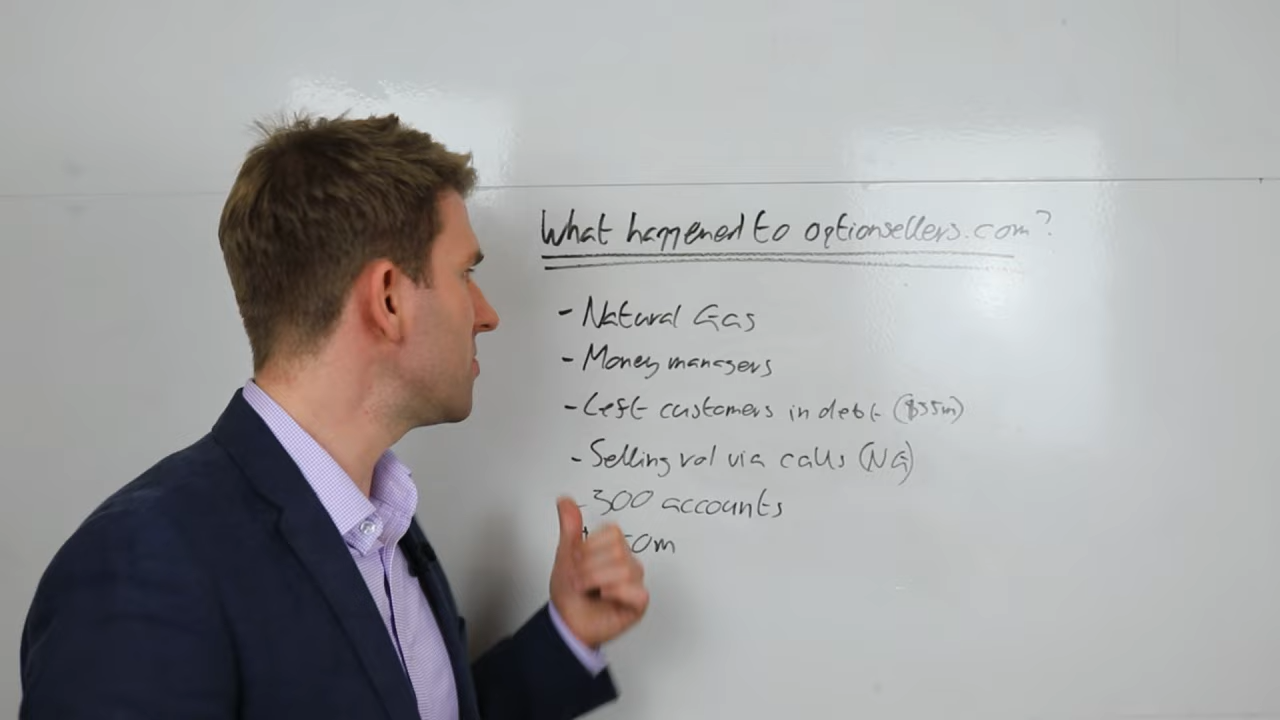 What happened to optionsellers.com?
- Natural Gas
- Money managers
- Left customers in debt ($35m)
- Selling vol via calls (NG)
- 300 accounts
50m